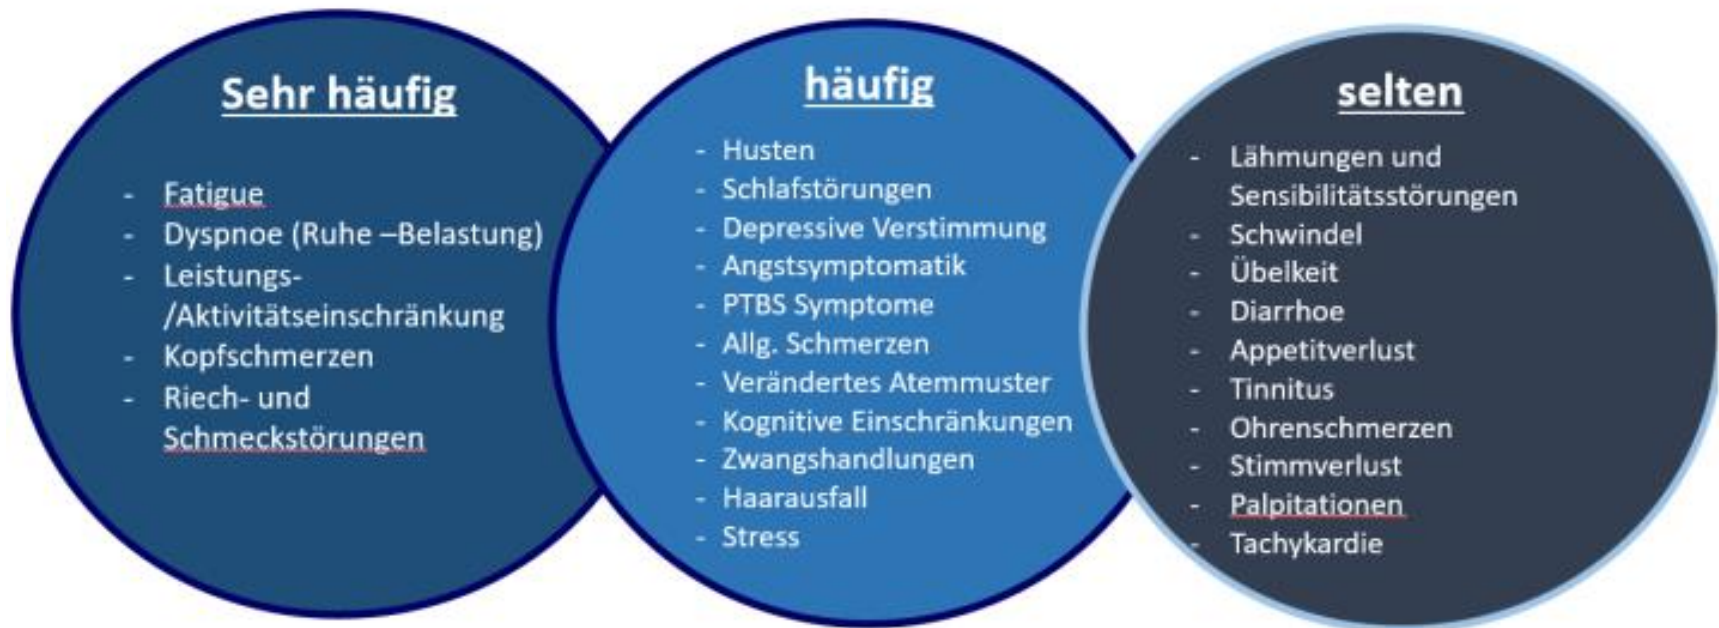 Sehr häufig
- Fatigue
- Dyspnoe (Ruhe –Belastung)
- Leistungs-
/Aktivitätseinschränkung
- Kopfschmerzen
- Riech- und
Schmeckstörungen
häufig
- Husten
- Schlafstörungen
- Depressive Verstimmung
- Angstsymptomatik
- PTBS Symptome
- Allg. Schmerzen
- Verändertes Atemmuster
- Kognitive Einschränkungen
- Zwangshandlungen
- Haarausfall
- Stress
selten
- Lähmungen und
Sensibilitätsstörungen
- Schwindel
- Übelkeit
- Diarrhoe
- Appetitverlust
- Tinnitus
- Ohrenschmerzen
- Stimmverlust
- Palpitationen
- Tachykardie